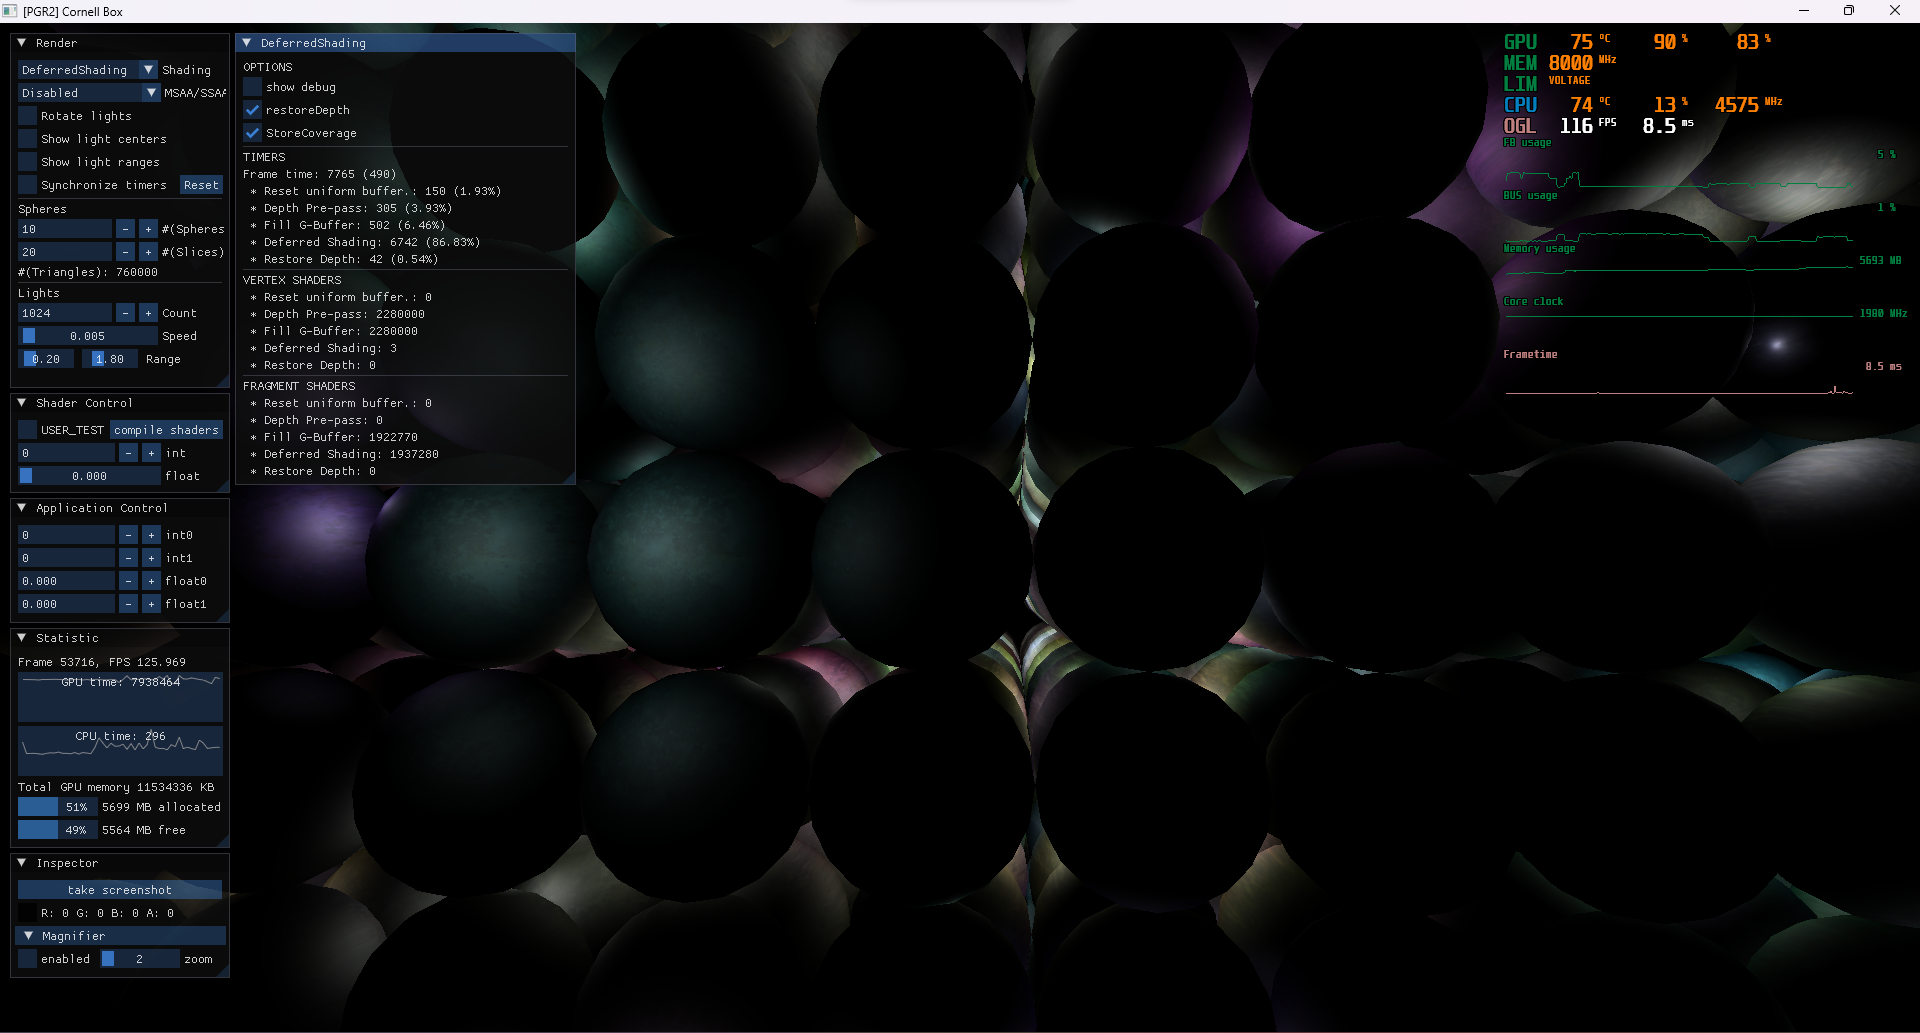 [PGR2] Cornell Box
Render
DeferredShading Shading
Disabled MSAA/SSAA
Rotate lights
Show light centers
Show light ranges
Synchronize timers Reset
Spheres
10 - + #(Spheres
20 - + #(Slices)
#(Triangles): 760000
Lights
1024 - + Count
0.005 Speed
0.20 1.80 Range
Shader Control
USER_TEST compile shaders
0 - + int
0.000 float
Application Control
0 - + int0
0 - + int1
0.000 - + float0
0.000 - + float1
Statistic
Frame 53716, FPS 125.969
GPU time: 7938464
CPU time: 296
Total GPU memory 11534336 KB
51% 5699 MB allocated
49% 5564 MB free
Inspector
take screenshot
R: 0 G: 0 B: 0 A: 0
Magnifier
enabled 2 zoom
DeferredShading
OPTIONS
show debug
restoreDepth
StoreCoverage
TIMERS
Frame time: 7765 (490)
* Reset uniform buffer.: 150 (1.93%)
* Depth Pre-pass: 305 (3.93%)
* Fill G-Buffer: 502 (6.46%)
* Deferred Shading: 6742 (86.83%)
* Restore Depth: 42 (0.54%)
VERTEX SHADERS
* Reset uniform buffer.: 0
* Depth Pre-pass: 2280000
* Fill G-Buffer: 2280000
* Deferred Shading: 3
* Restore Depth: 0
FRAGMENT SHADERS
* Reset uniform buffer.: 0
* Depth Pre-pass: 0
* Fill G-Buffer: 1922770
* Deferred Shading: 1937280
* Restore Depth: 0
GPU 75 °C 90 % 83 %
MEM 8000 MHz
LIM VOLTAGE
CPU 74 °C 13 % 4575 MHz
OGL 116 FPS 8.5 ms
FB usage
5 %
BUS usage
1 %
Memory usage
5693 MB
Core clock
1980 MHz
Frametime
8.5 ms